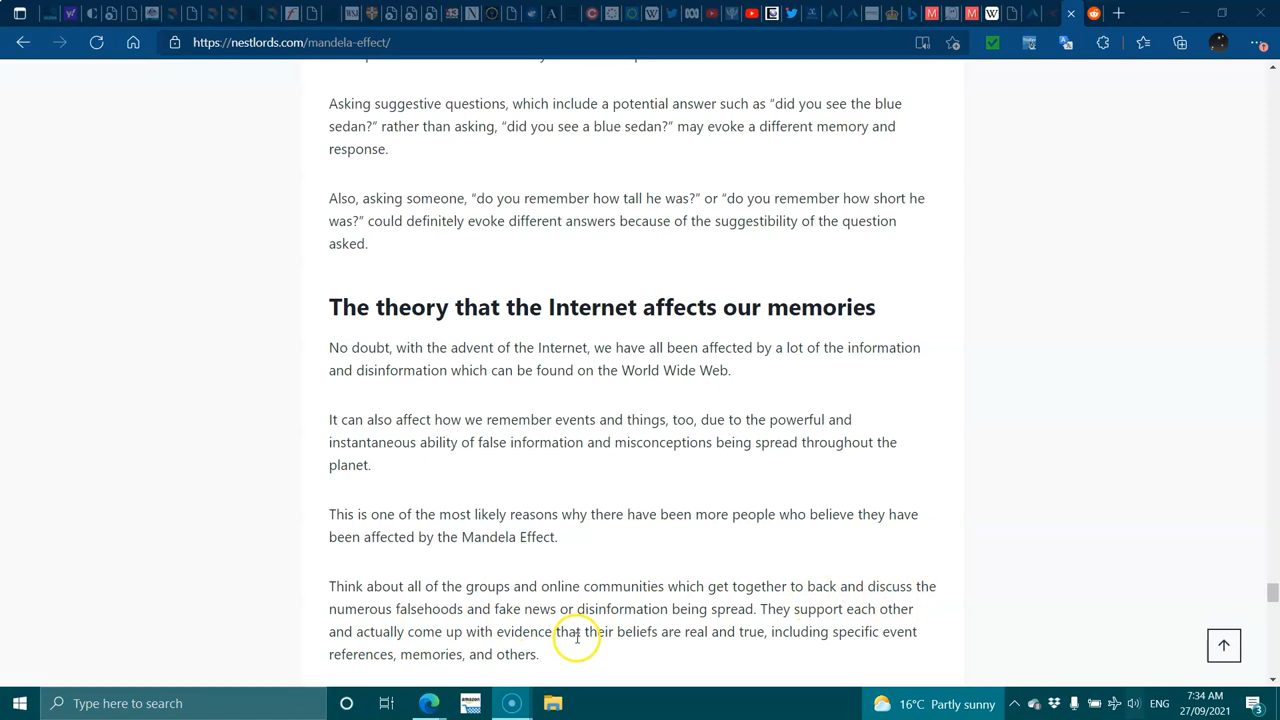 https://nestlords.com/mandela-effect/
Asking suggestive questions, which include a potential answer such as “did you see the blue
sedan?” rather than asking, “did you see a blue sedan?” may evoke a different memory and
response.
Also, asking someone, “do you remember how tall he was?” or “do you remember how short he
was?” could definitely evoke different answers because of the suggestibility of the question
asked.
The theory that the Internet affects our memories
No doubt, with the advent of the Internet, we have all been affected by a lot of the information
and disinformation which can be found on the World Wide Web.
It can also affect how we remember events and things, too, due to the powerful and
instantaneous ability of false information and misconceptions being spread throughout the
planet.
This is one of the most likely reasons why there have been more people who believe they have
been affected by the Mandela Effect.
Think about all of the groups and online communities which get together to back and discuss the
numerous falsehoods and fake news or disinformation being spread. They support each other
and actually come up with evidence that their beliefs are real and true, including specific event
references, memories, and others.
Type here to search
amazon
16°C Partly sunny
ENG
7:34 AM
27/09/2021
3